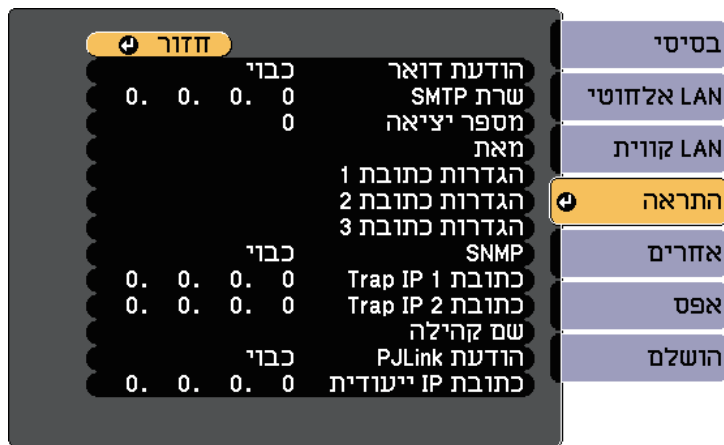 בסיסי
LAN אלחוטי
LAN קווית
התראה
אחרים
אפס
הושלם
חזור
הודעת דואר כבוי
שרת SMTP 0. 0. 0. 0
מספר יציאה 0
מאת
הגדרות כתובת 1
הגדרות כתובת 2
הגדרות כתובת 3
SNMP כבוי
כתובת Trap IP 1 0. 0. 0. 0
כתובת Trap IP 2 0. 0. 0. 0
שם קהילה
הודעת PJLink כבוי
כתובת IP ייעודית 0. 0. 0. 0